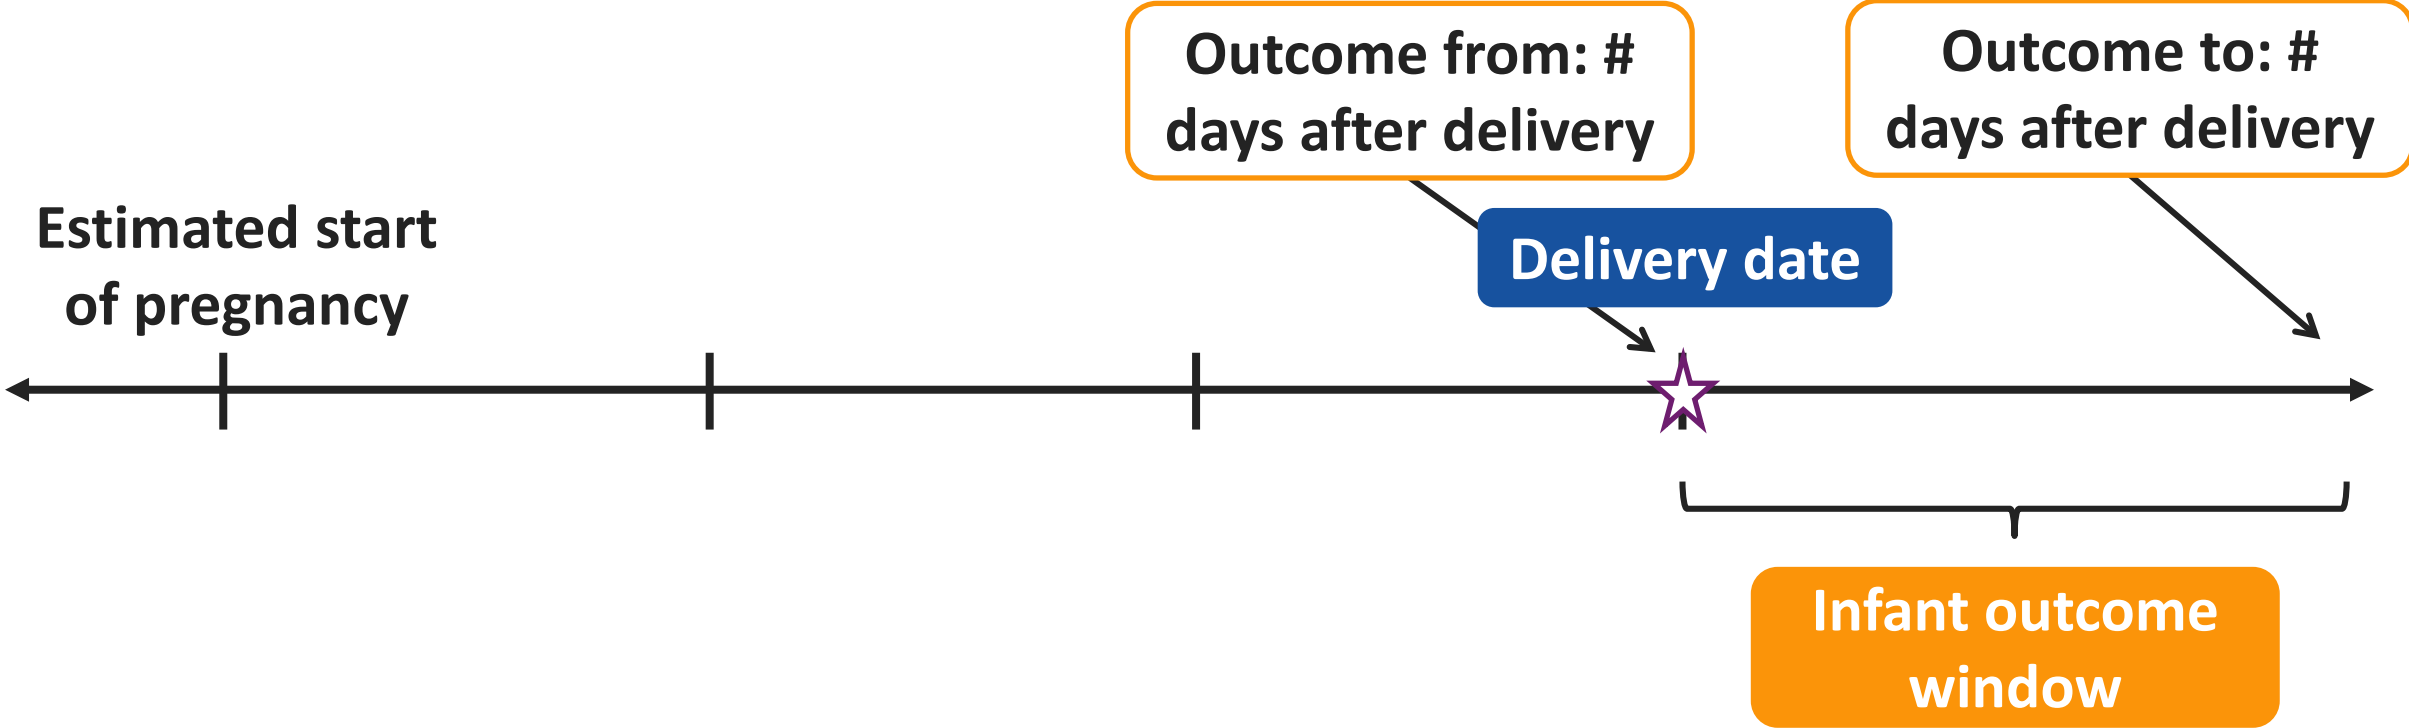 Outcome from: #
days after delivery
Outcome to: #
days after delivery
Estimated start
of pregnancy
Delivery date
Infant outcome
window